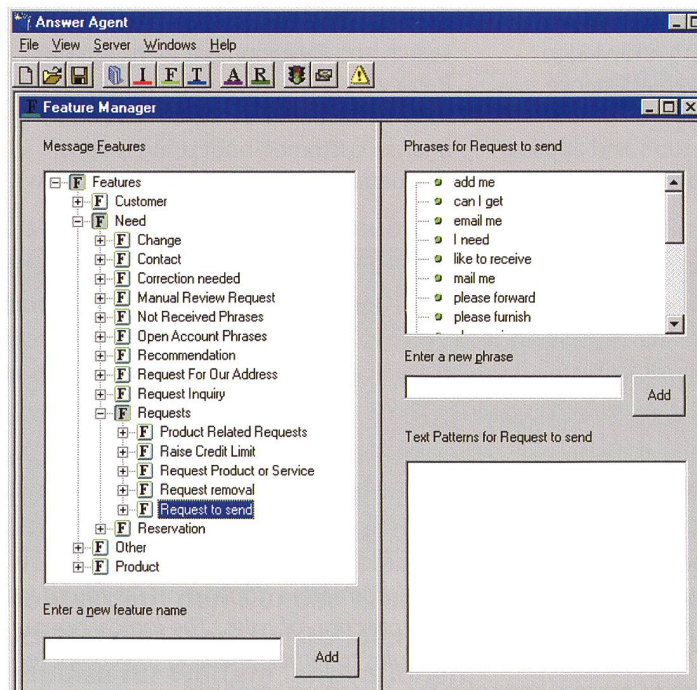 Answer Agent
File View Server Windows Help
I F T A R
F Feature Manager
Message Features
F Features
F Customer
F Need
F Change
F Contact
F Correction needed
F Manual Review Request
F Not Received Phrases
F Open Account Phrases
F Recommendation
F Request For Our Address
F Request Inquiry
F Requests
F Product Related Requests
F Raise Credit Limit
F Request Product or Service
F Request removal
F Request to send
F Reservation
F Other
F Product
Enter a new feature name
Add
Phrases for Request to send
add me
can I get
email me
I need
like to receive
mail me
please forward
please furnish
Enter a new phrase
Add
Text Patterns for Request to send